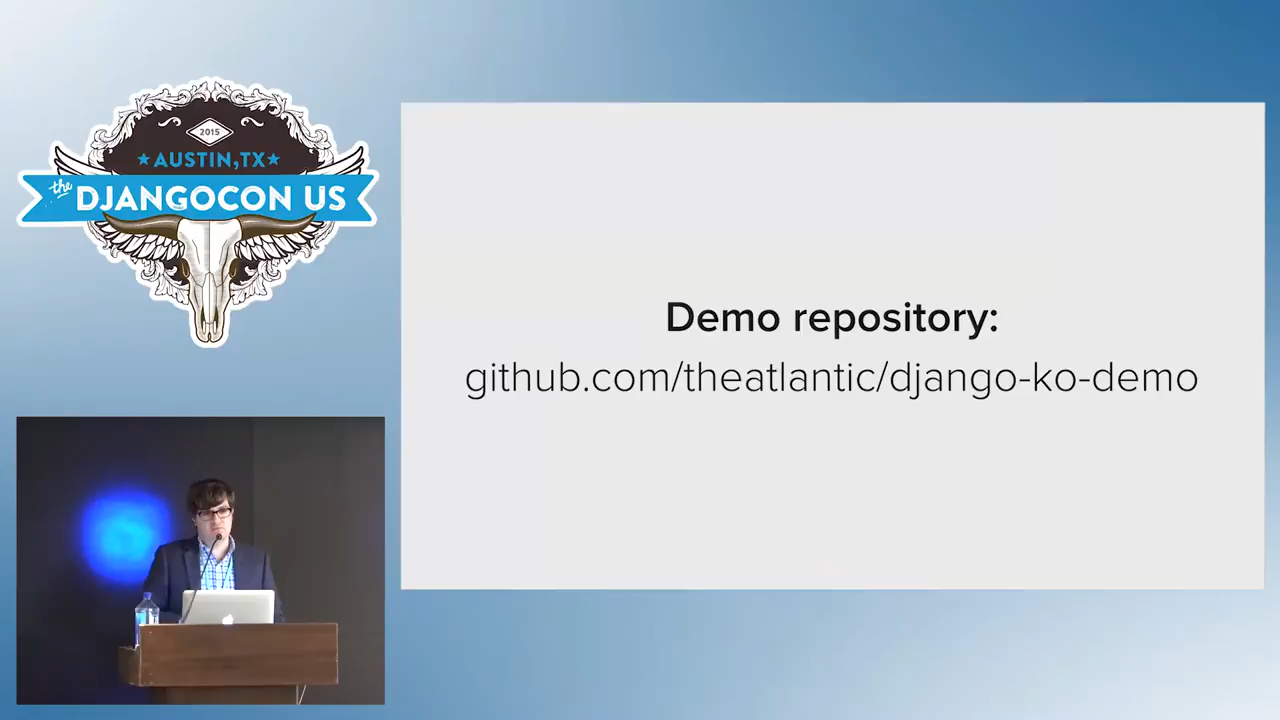 2015
AUSTIN, TX
the
DJANGOCON US
Demo repository:
github.com/theatlantic/django-ko-demo